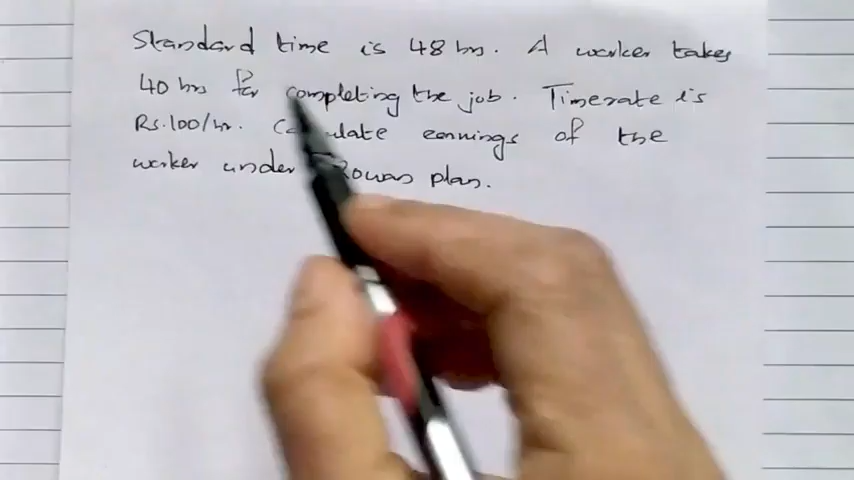 Standard time is 48 hrs. A worker takes
40 hrs for completing the job. Timerate is
Rs.100/hr. earnings of the
worker under Rowan plan.